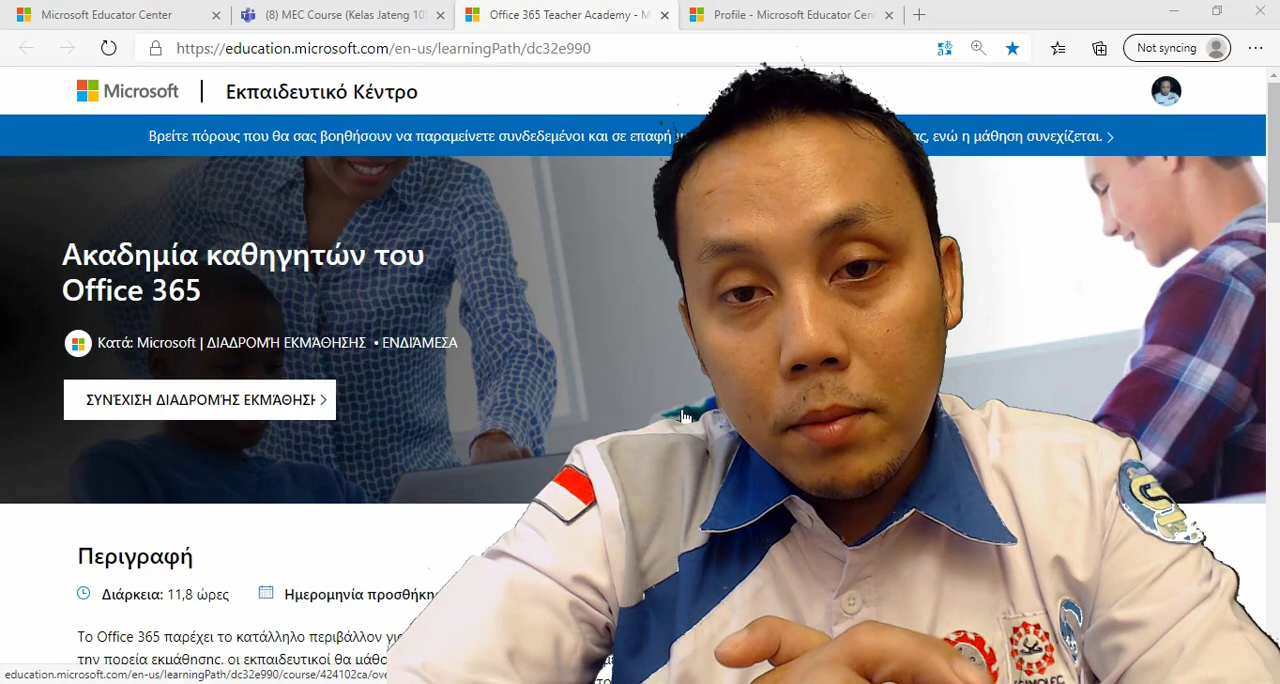 Microsoft Educator Center
(8) MEC Course (Kelas Jateng 10)
Office 365 Teacher Academy - M
Profile - Microsoft Educator Cen
https://education.microsoft.com/en-us/learningPath/dc32e990
Not syncing
Microsoft | Εκπαιδευτικό Κέντρο
Βρείτε πόρους που θα σας βοηθήσουν να παραμείνετε συνδεδεμένοι και σε επαφή ενώ η μάθηση συνεχίζεται.
Ακαδημία καθηγητών του
Office 365
Κατά: Microsoft | ΔΙΑΔΡΟΜΉ ΕΚΜΆΘΗΣΗΣ • ΕΝΔΙΆΜΕΣΑ
ΣΥΝΈΧΙΣΗ ΔΙΑΔΡΟΜΉΣ ΕΚΜΆΘΗΣΗ
Περιγραφή
Διάρκεια: 11,8 ώρες
Ημερομηνία προσθήκης
Το Office 365 παρέχει το κατάλληλο περιβάλλον
την πορεία εκμάθησης, οι εκπαιδευτικοί θα
education.microsoft.com/en-us/learningPath/dc32e990/course/424102ca/ove